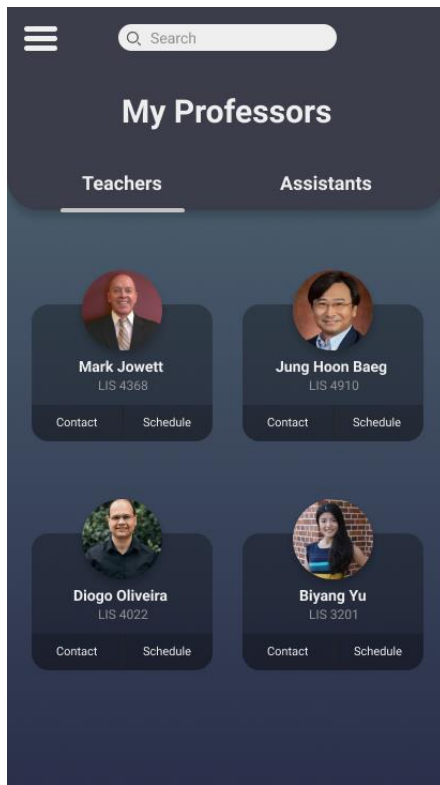 Search
My Professors
Teachers Assistants
Mark Jowett
LIS 4368
Contact Schedule
Jung Hoon Baeg
LIS 4910
Contact Schedule
Diogo Oliveira
LIS 4022
Contact Schedule
Biyang Yu
LIS 3201
Contact Schedule